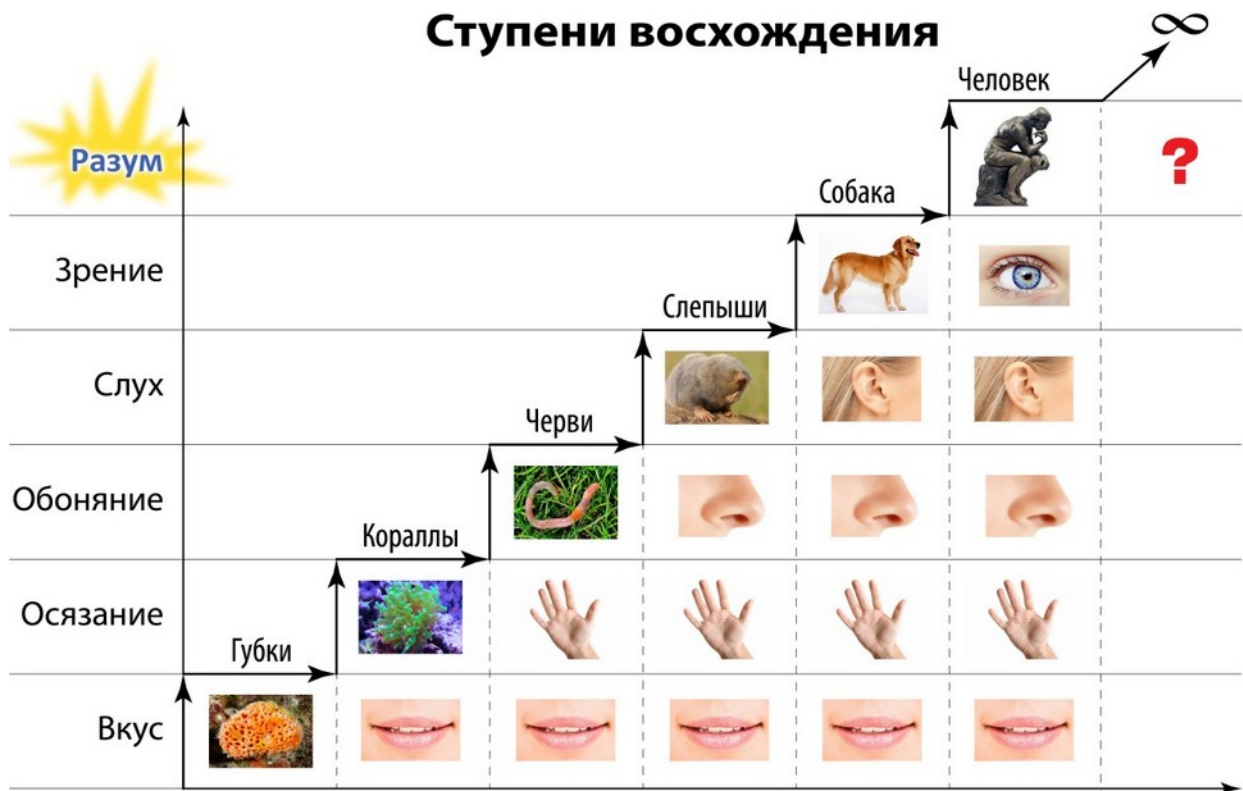 Ступени восхождения
∞
Человек
Разум
?
Собака
Зрение
Слепыши
Слух
Черви
Обоняние
Кораллы
Осязание
Губки
Вкус